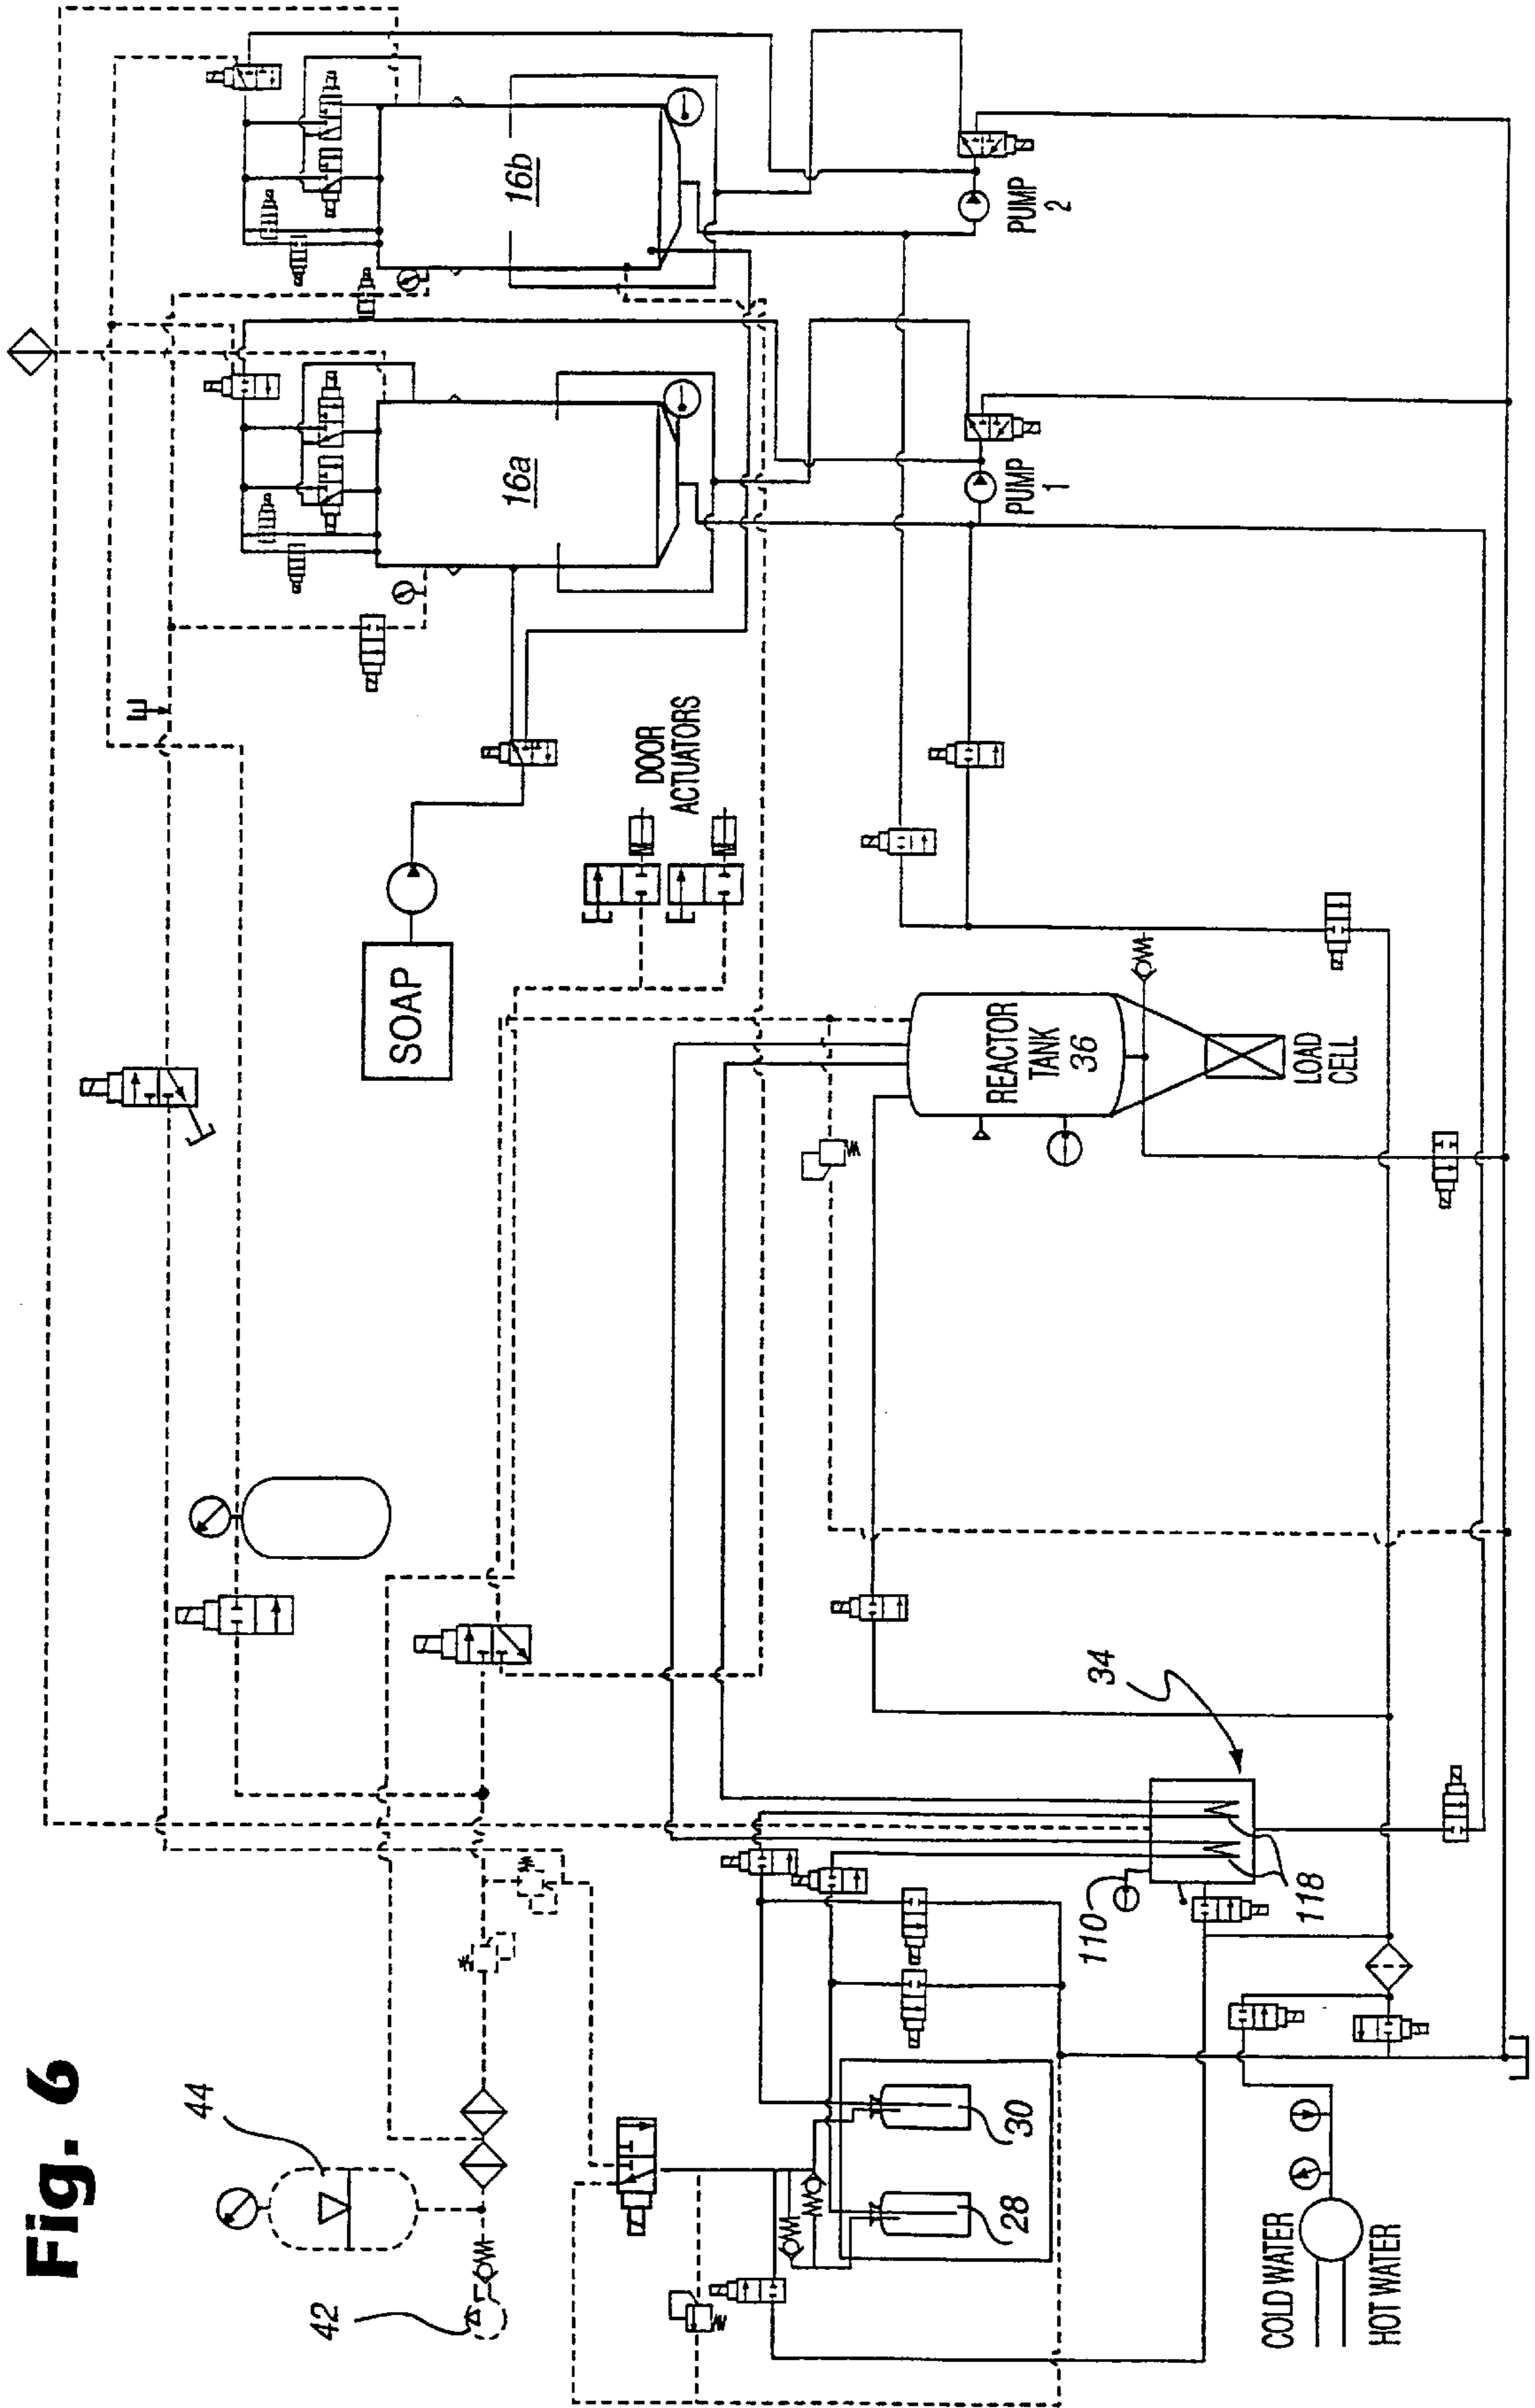 Fig. 6
44
42
16a
16b
SOAP
DOOR
ACTUATORS
PUMP
1
PUMP
2
REACTOR
TANK
36
LOAD
CELL
34
110
118
30
28
COLD WATER
HOT WATER